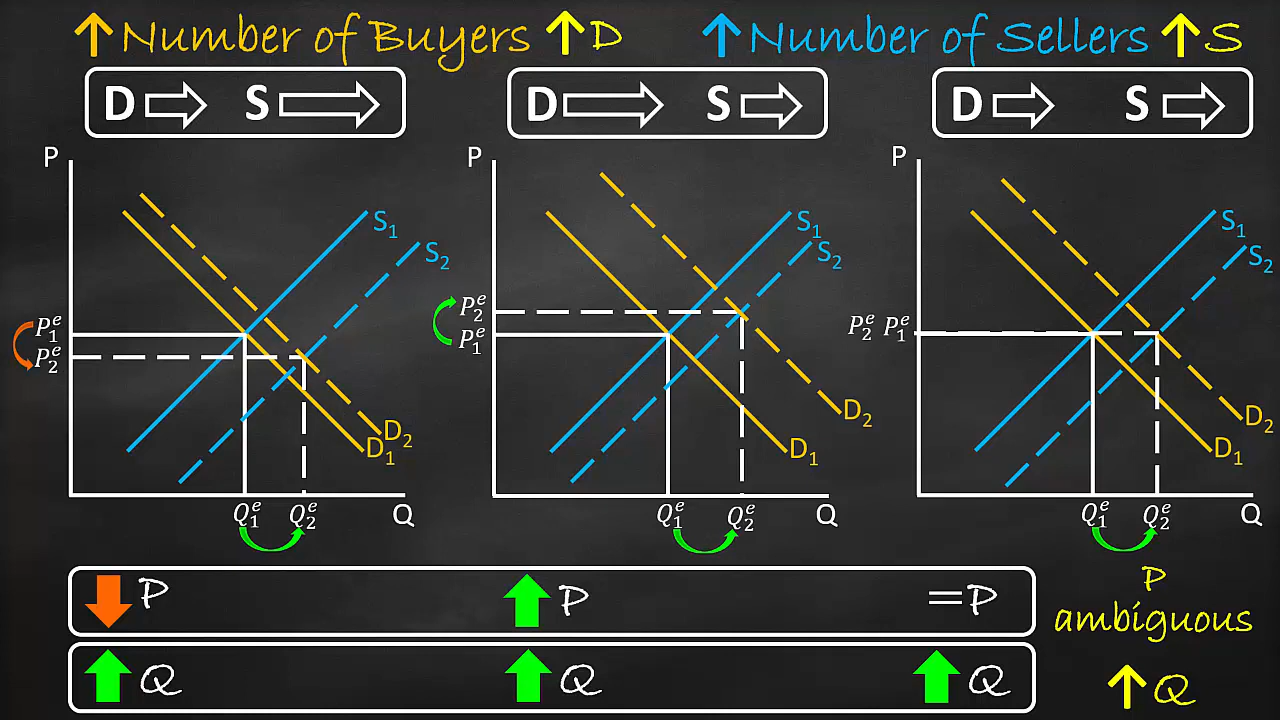 ↑Number of Buyers ↑D ↑Number of Sellers ↑S
D⇨ S⇨ D⇨ S⇨ D⇨ S⇨
P P P
S₁ S₁ S₁
S₂ S₂ S₂
P₁ᵉ P₂ᵉ P₂ᵉ P₁ᵉ
P₂ᵉ P₁ᵉ
D₂ D₂ D₂
D₁ D₁ D₁
Q₁ᵉ Q₂ᵉ Q Q₁ᵉ Q₂ᵉ Q Q₁ᵉ Q₂ᵉ Q
P P =P P
ambiguous
Q Q Q ↑Q